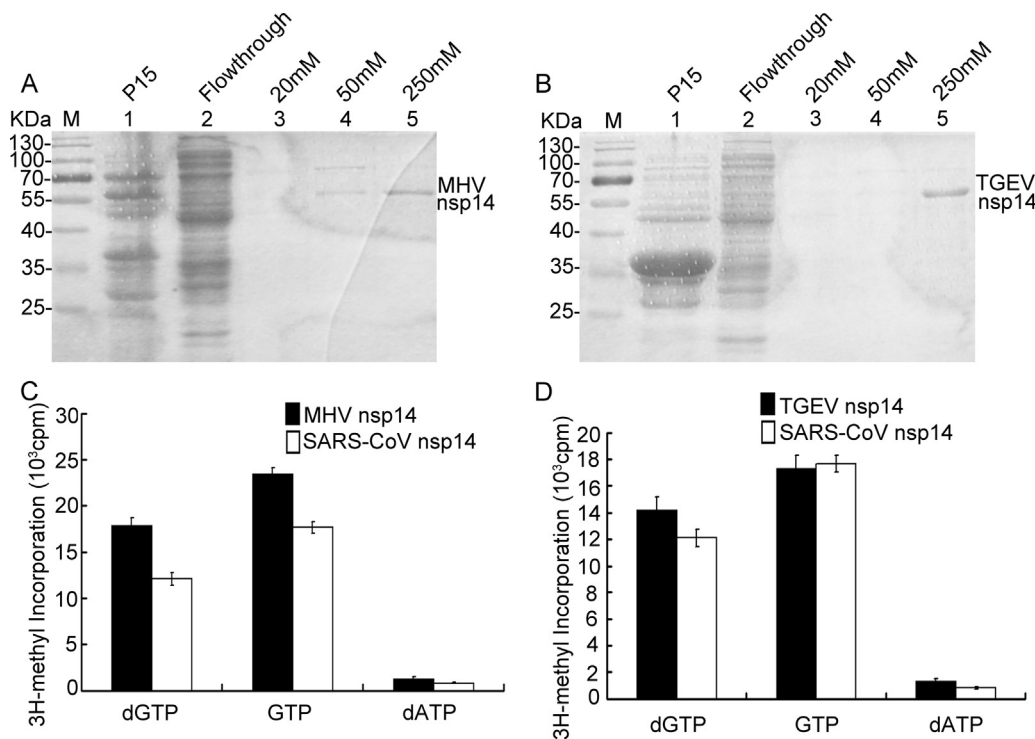 A
P15
Flowthrough
20mM
50mM
250mM
KDa M 1 2 3 4 5
130-
100-
70-
55-
40-
35-
25-
MHV
nsp14
B
P15
Flowthrough
20mM
50mM
250mM
KDa M 1 2 3 4 5
130-
100-
70-
55-
40-
35-
25-
TGEV
nsp14
C
MHV nsp14
SARS-CoV nsp14
3H-methyl Incorporation (10³cpm)
30
25
20
15
10
5
0
dGTP GTP dATP
D
TGEV nsp14
SARS-CoV nsp14
3H-methyl Incorporation (10³cpm)
20
18
16
14
12
10
8
6
4
2
0
dGTP GTP dATP